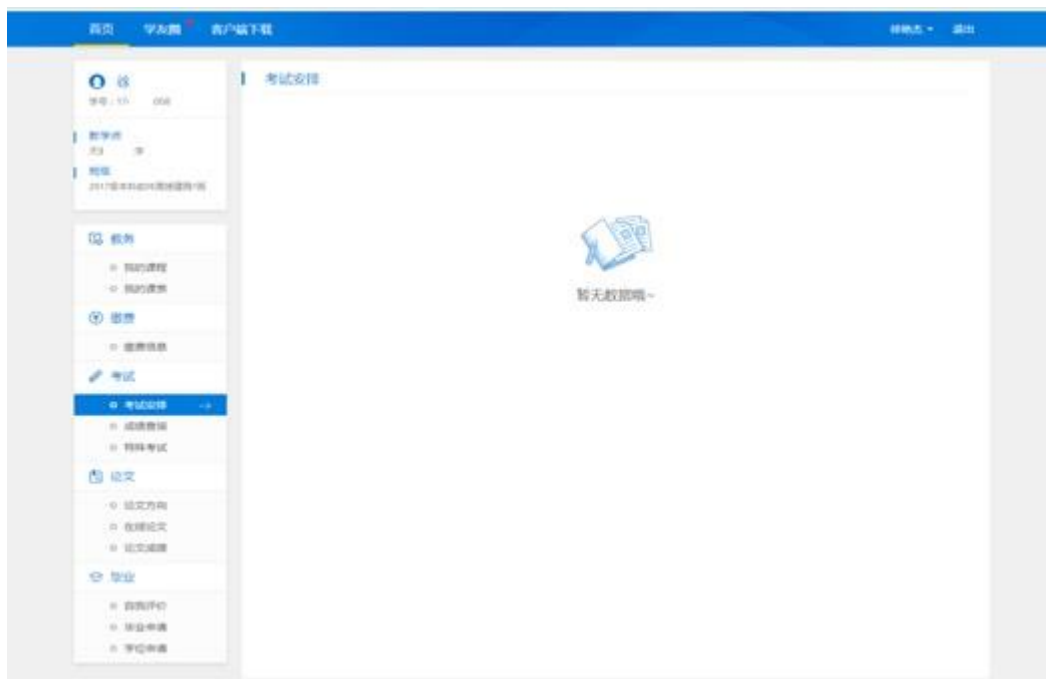 首页 学友圈 客户端下载
退出
徐
学号：
考试安排
教学点
班级
教务
我的课程
我的课表
缴费
缴费信息
考试
考试安排
成绩查询
特殊考试
论文
论文方向
在线论文
论文成绩
毕业
自我评价
毕业申请
学位申请
暂无数据哦~